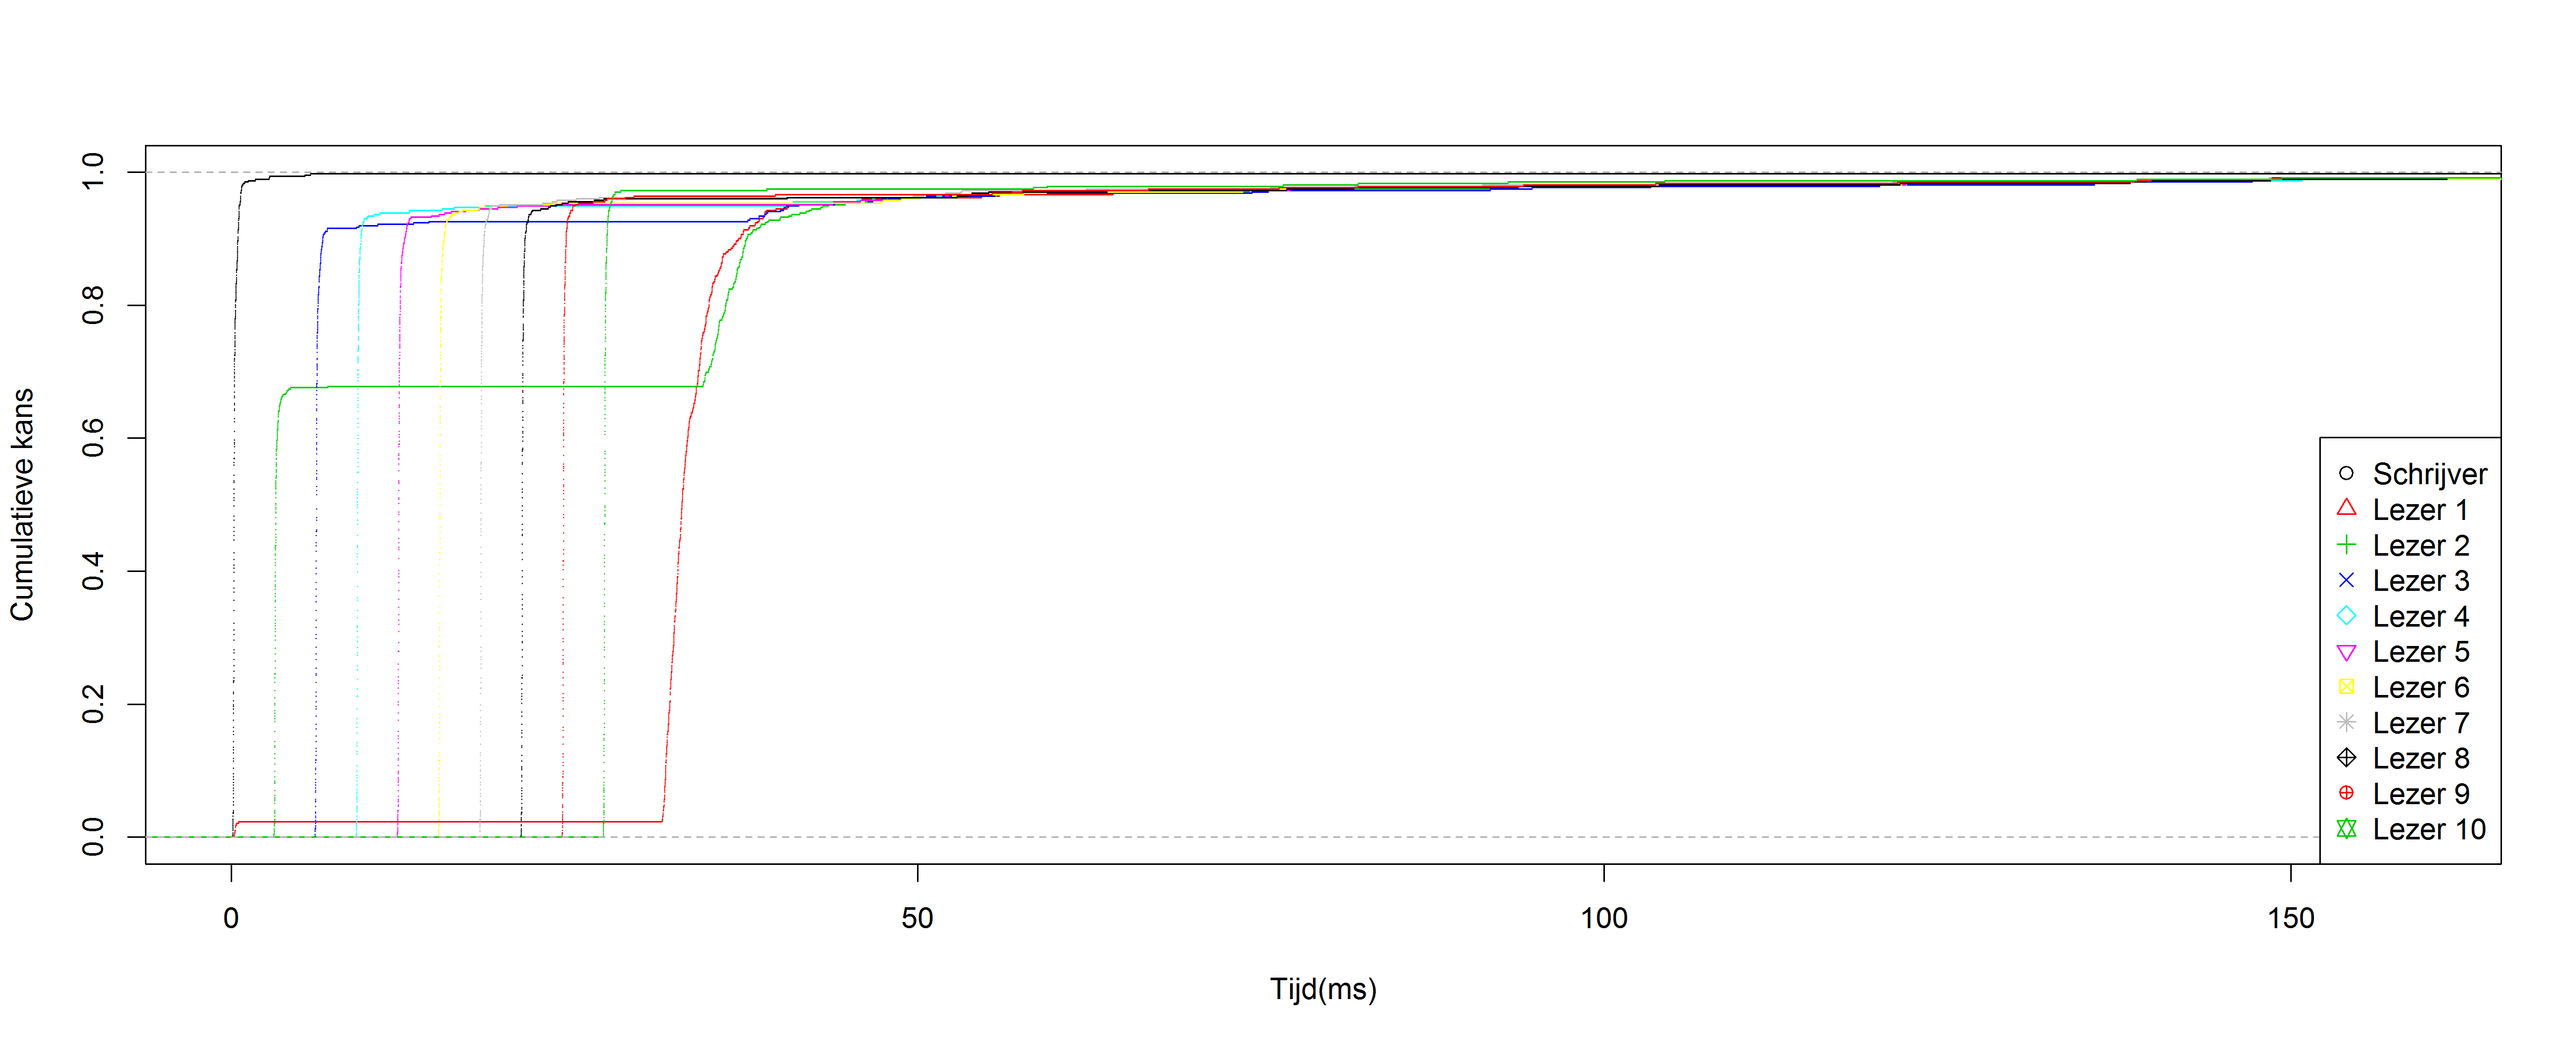 Cumulatieve kans
1.0
0.8
0.6
0.4
0.2
0.0
0
50
100
150
Tijd(ms)
Schrijver
Lezer 1
Lezer 2
Lezer 3
Lezer 4
Lezer 5
Lezer 6
Lezer 7
Lezer 8
Lezer 9
Lezer 10